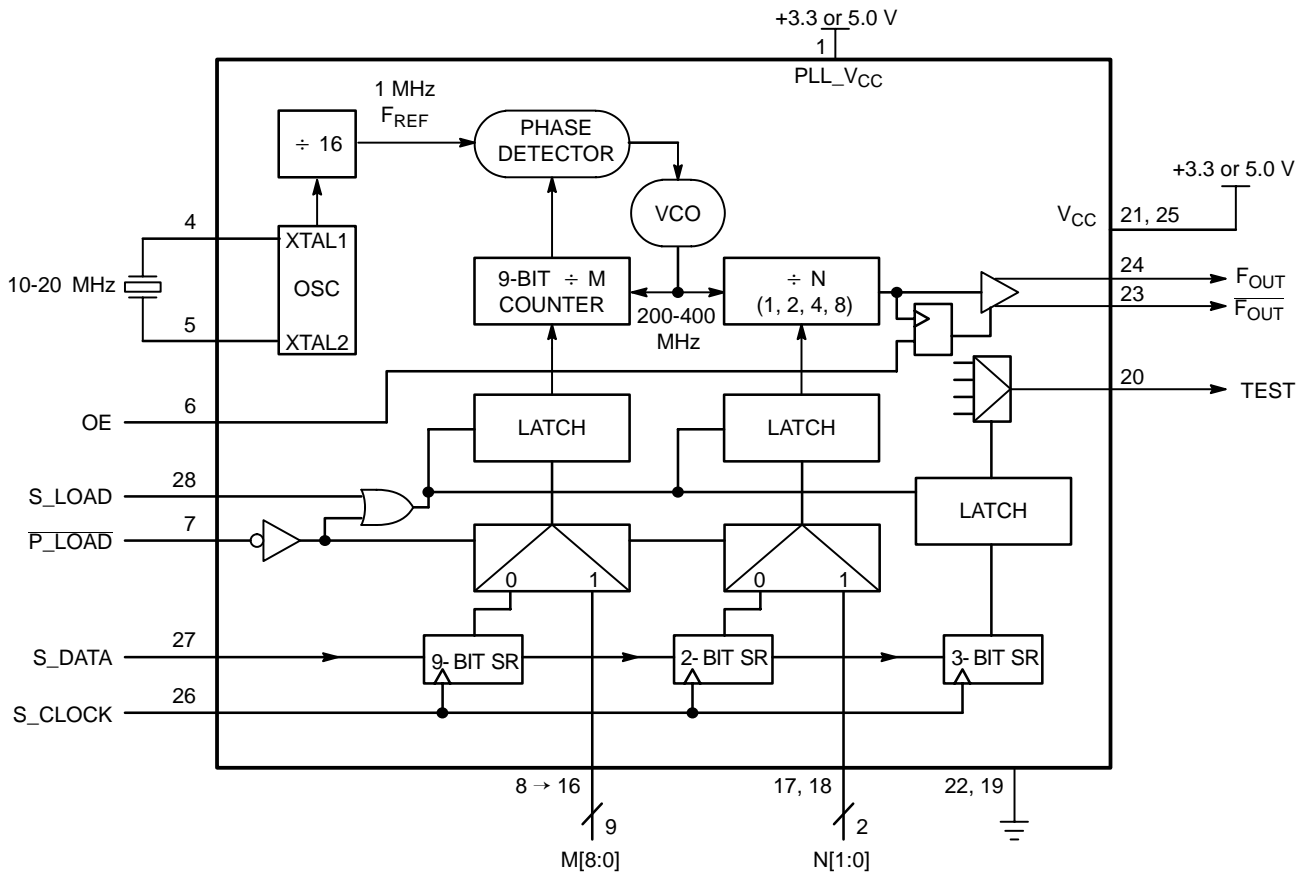 +3.3 or 5.0 V
1
PLL_VCC
1 MHz
FREF
÷ 16
PHASE
DETECTOR
+3.3 or 5.0 V
VCO
VCC
21, 25
4
XTAL1
10-20 MHz
OSC
5
XTAL2
9-BIT ÷ M
COUNTER
200-400
MHz
÷ N
(1, 2, 4, 8)
24
FOUT
23
F̅O̅U̅T̅
20
TEST
OE
6
LATCH
LATCH
S_LOAD
28
LATCH
P̅_̅L̅O̅A̅D̅
7
0 1
0 1
S_DATA
27
9- BIT SR
2- BIT SR
3- BIT SR
S_CLOCK
26
8 → 16
17, 18
22, 19
9
2
M[8:0]
N[1:0]